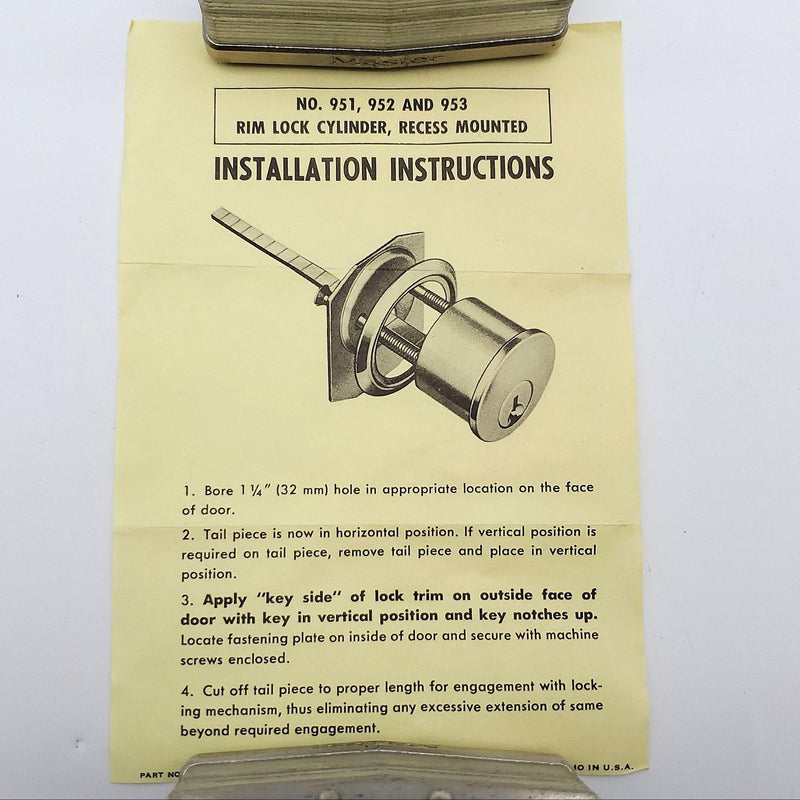 Master
NO. 951, 952 AND 953
RIM LOCK CYLINDER, RECESS MOUNTED
INSTALLATION INSTRUCTIONS
1. Bore 1 ¼" (32 mm) hole in appropriate location on the face
of door.
2. Tail piece is now in horizontal position. If vertical position is
required on tail piece, remove tail piece and place in vertical
position.
3. Apply "key side" of lock trim on outside face of
door with key in vertical position and key notches up.
Locate fastening plate on inside of door and secure with machine
screws enclosed.
4. Cut off tail piece to proper length for engagement with lock-
ing mechanism, thus eliminating any excessive extension of same
beyond required engagement.
PART NO IN U.S.A.